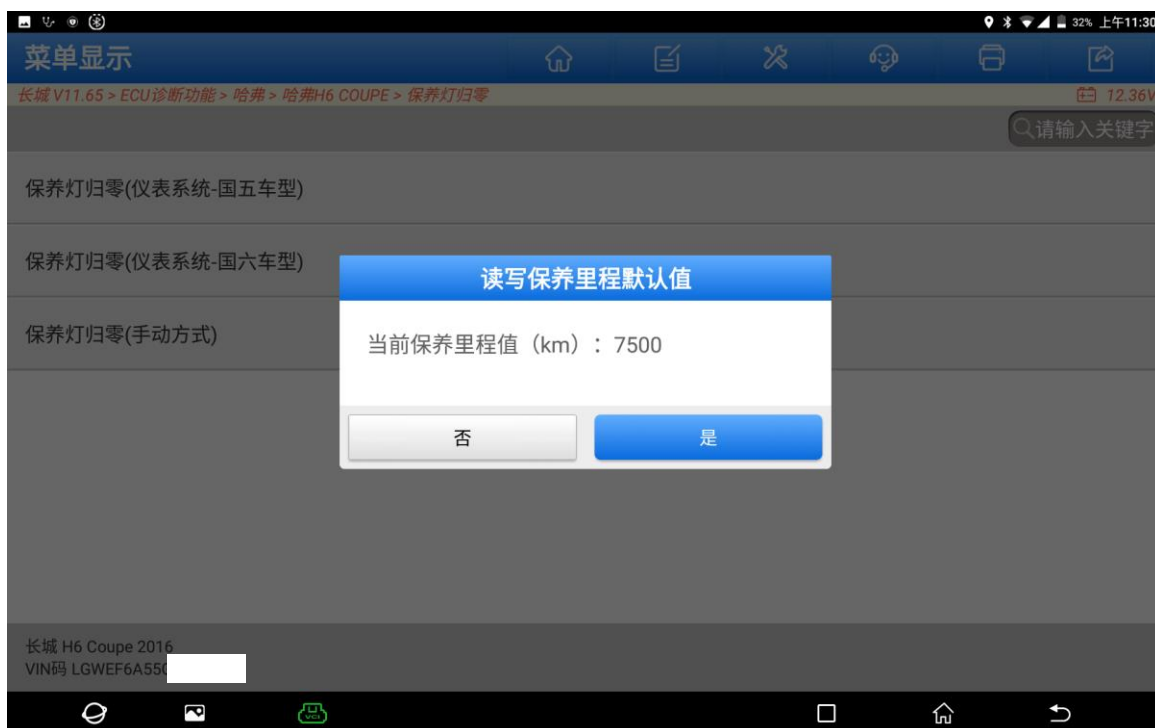 32% 上午11:30
菜单显示
长城 V11.65 > ECU诊断功能 > 哈弗 > 哈弗H6 COUPE > 保养灯归零
12.36V
请输入关键字
保养灯归零(仪表系统-国五车型)
保养灯归零(仪表系统-国六车型)
保养灯归零(手动方式)
读写保养里程默认值
当前保养里程值（km）：7500
否
是
长城 H6 Coupe 2016
VIN码 LGWEF6A55
VCI